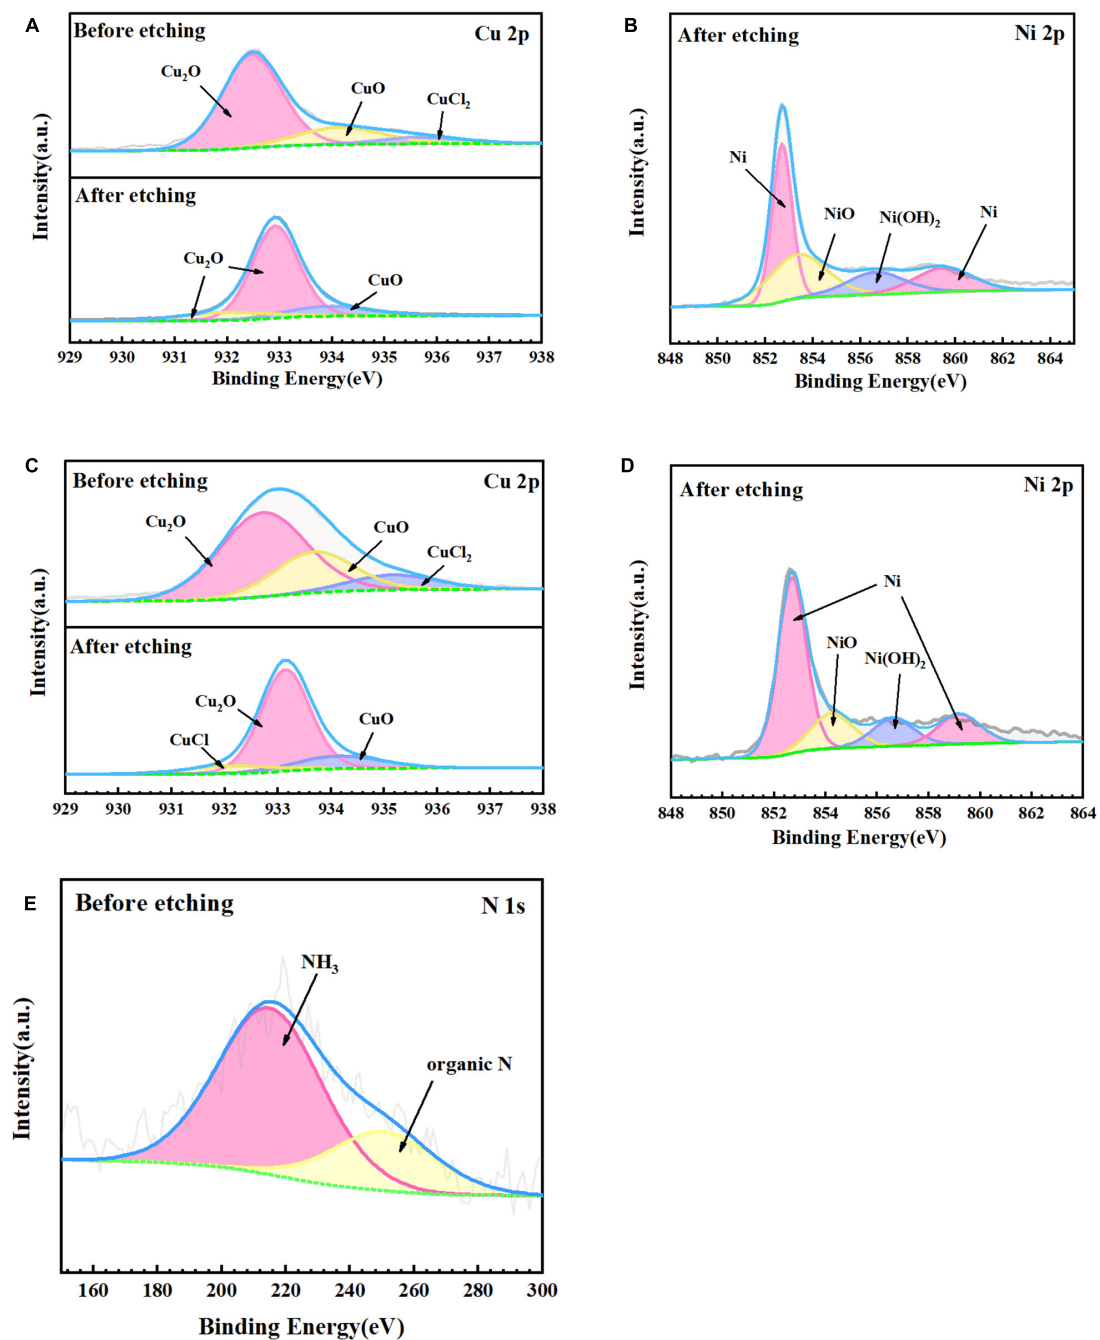 A
Before etching
Cu 2p
Cu2O
CuO
CuCl2
After etching
Cu2O
CuO
Intensity(a.u.)
929 930 931 932 933 934 935 936 937 938
Binding Energy(eV)
B
After etching
Ni 2p
Ni
NiO
Ni(OH)2
Ni
Intensity(a.u.)
848 850 852 854 856 858 860 862 864
Binding Energy(eV)
C
Before etching
Cu 2p
Cu2O
CuO
CuCl2
After etching
Cu2O
CuO
CuCl
Intensity(a.u.)
929 930 931 932 933 934 935 936 937 938
D
After etching
Ni 2p
Ni
NiO
Ni(OH)2
Intensity(a.u.)
848 850 852 854 856 858 860 862 864
Binding Energy(eV)
E
Before etching
N 1s
NH3
organic N
Intensity(a.u.)
160 180 200 220 240 260 280 300
Binding Energy(eV)